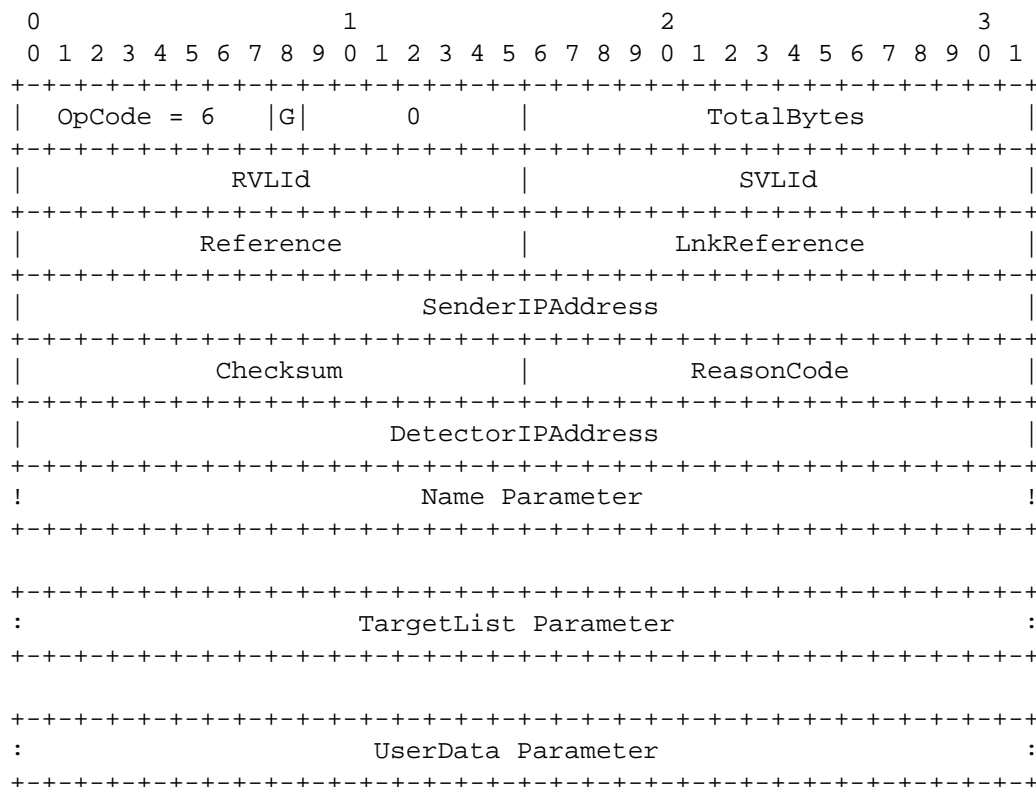 0                   1                   2                   3
 0 1 2 3 4 5 6 7 8 9 0 1 2 3 4 5 6 7 8 9 0 1 2 3 4 5 6 7 8 9 0 1
+-+-+-+-+-+-+-+-+-+-+-+-+-+-+-+-+-+-+-+-+-+-+-+-+-+-+-+-+-+-+-+-+
|  OpCode = 6   |G|      0      |           TotalBytes          |
+-+-+-+-+-+-+-+-+-+-+-+-+-+-+-+-+-+-+-+-+-+-+-+-+-+-+-+-+-+-+-+-+
|             RVLId             |             SVLId             |
+-+-+-+-+-+-+-+-+-+-+-+-+-+-+-+-+-+-+-+-+-+-+-+-+-+-+-+-+-+-+-+-+
|           Reference           |         LnkReference          |
+-+-+-+-+-+-+-+-+-+-+-+-+-+-+-+-+-+-+-+-+-+-+-+-+-+-+-+-+-+-+-+-+
|                         SenderIPAddress                       |
+-+-+-+-+-+-+-+-+-+-+-+-+-+-+-+-+-+-+-+-+-+-+-+-+-+-+-+-+-+-+-+-+
|            Checksum           |          ReasonCode           |
+-+-+-+-+-+-+-+-+-+-+-+-+-+-+-+-+-+-+-+-+-+-+-+-+-+-+-+-+-+-+-+-+
|                       DetectorIPAddress                       |
+-+-+-+-+-+-+-+-+-+-+-+-+-+-+-+-+-+-+-+-+-+-+-+-+-+-+-+-+-+-+-+-+
!                         Name Parameter                        !
+-+-+-+-+-+-+-+-+-+-+-+-+-+-+-+-+-+-+-+-+-+-+-+-+-+-+-+-+-+-+-+-+

+-+-+-+-+-+-+-+-+-+-+-+-+-+-+-+-+-+-+-+-+-+-+-+-+-+-+-+-+-+-+-+-+
:                     TargetList Parameter                      :
+-+-+-+-+-+-+-+-+-+-+-+-+-+-+-+-+-+-+-+-+-+-+-+-+-+-+-+-+-+-+-+-+

+-+-+-+-+-+-+-+-+-+-+-+-+-+-+-+-+-+-+-+-+-+-+-+-+-+-+-+-+-+-+-+-+
:                      UserData Parameter                       :
+-+-+-+-+-+-+-+-+-+-+-+-+-+-+-+-+-+-+-+-+-+-+-+-+-+-+-+-+-+-+-+-+